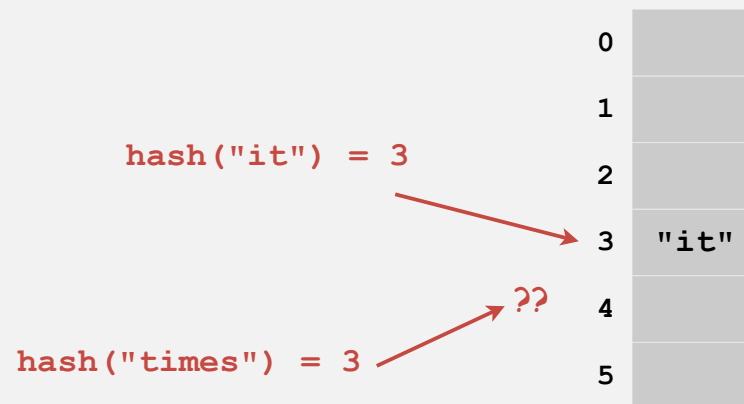 0
1
hash("it") = 3
2
3 "it"
?? 4
hash("times") = 3
5